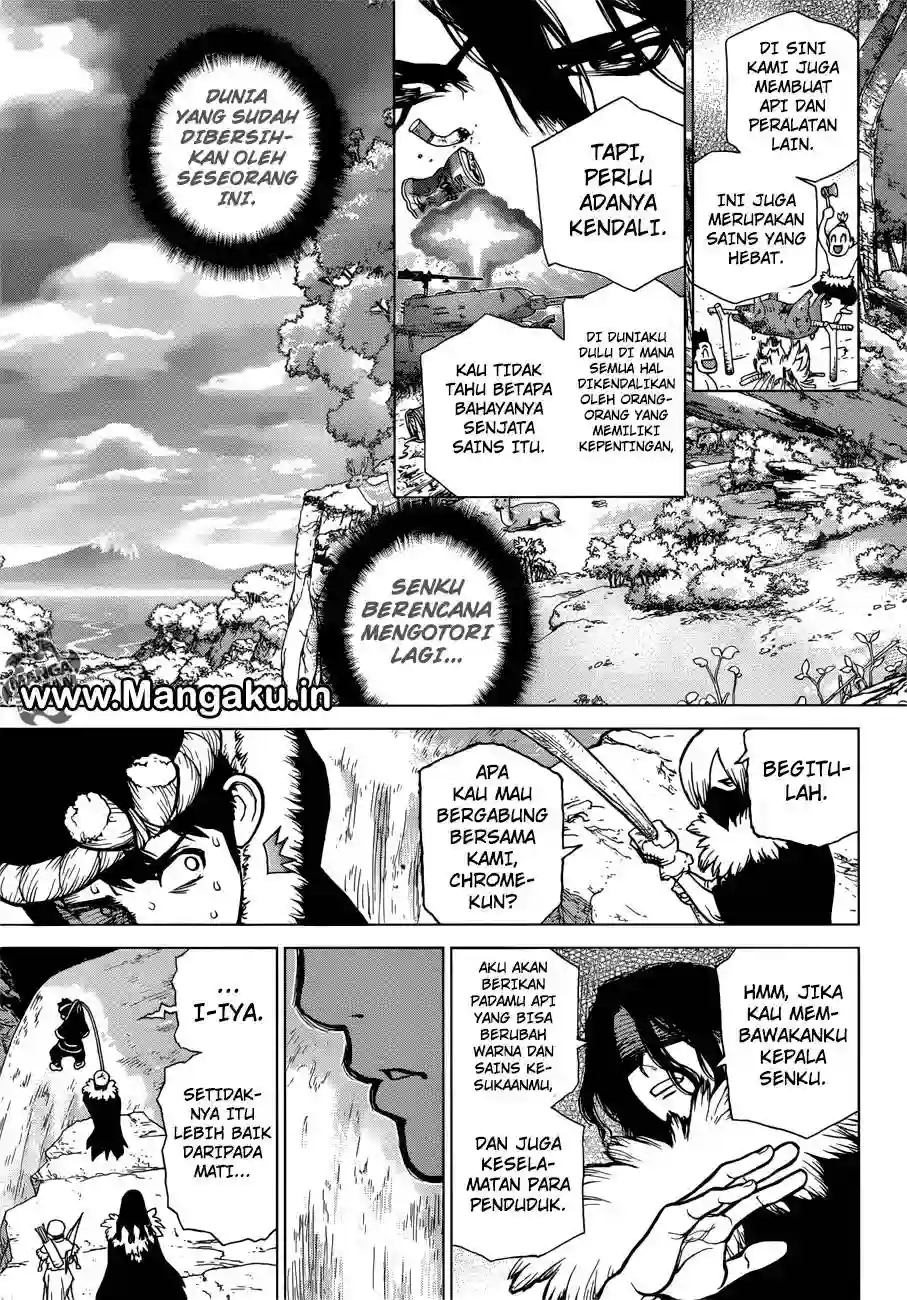 DI SINI
KAMI JUGA
MEMBUAT
API DAN
PERALATAN
LAIN.
INI JUGA
MERUPAKAN
SAINS YANG
HEBAT.
TAPI,
PERLU
ADANYA
KENDALI.
DI DUNIAKU
DULU DI MANA
SEMUA HAL
DIKENDALIKAN
OLEH ORANG-
ORANG YANG
MEMILIKI
KEPENTINGAN,
KAU TIDAK
TAHU BETAPA
BAHAYANYA
SENJATA
SAINS ITU.
DUNIA
YANG SUDAH
DIBERSIH-
KAN OLEH
SESEORANG
INI.
SENKU
BERENCANA
MENGOTORI
LAGI...
MANGA
www.Mangaku.in
BEGITU-
LAH.
APA
KAU MAU
BERGABUNG
BERSAMA
KAMI,
CHROME-
KUN?
HMM, JIKA
KAU MEM-
BAWAKANKU
KEPALA
SENKU.
AKU AKAN
BERIKAN
PADAMU API
YANG BISA
BERUBAH
WARNA DAN
SAINS KE-
SUKAANMU,
DAN JUGA
KESELA-
MATAN PARA
PENDUDUK.
...
I-IYA.
SETIDAK-
NYA ITU
LEBIH BAIK
DARIPADA
MATI...